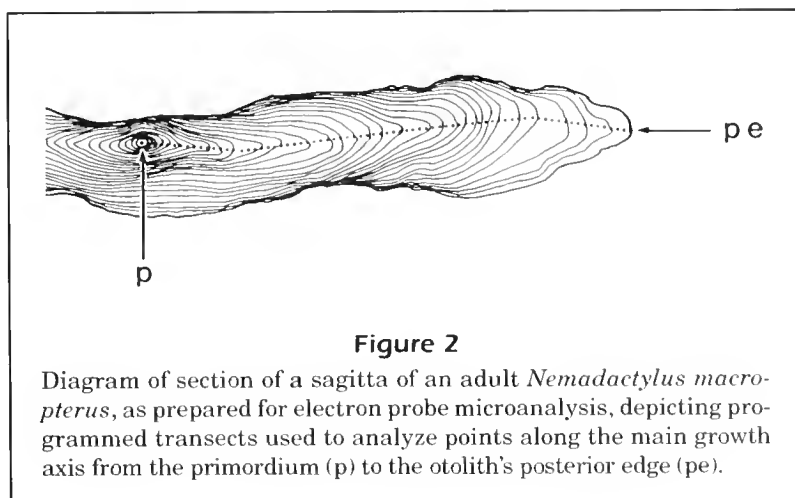 p e
p
Figure 2
Diagram of section of a sagitta of an adult Nemadactylus macro-
pterus, as prepared for electron probe microanalysis, depicting pro-
grammed transects used to analyze points along the main growth
axis from the primordium (p) to the otolith's posterior edge (pe).